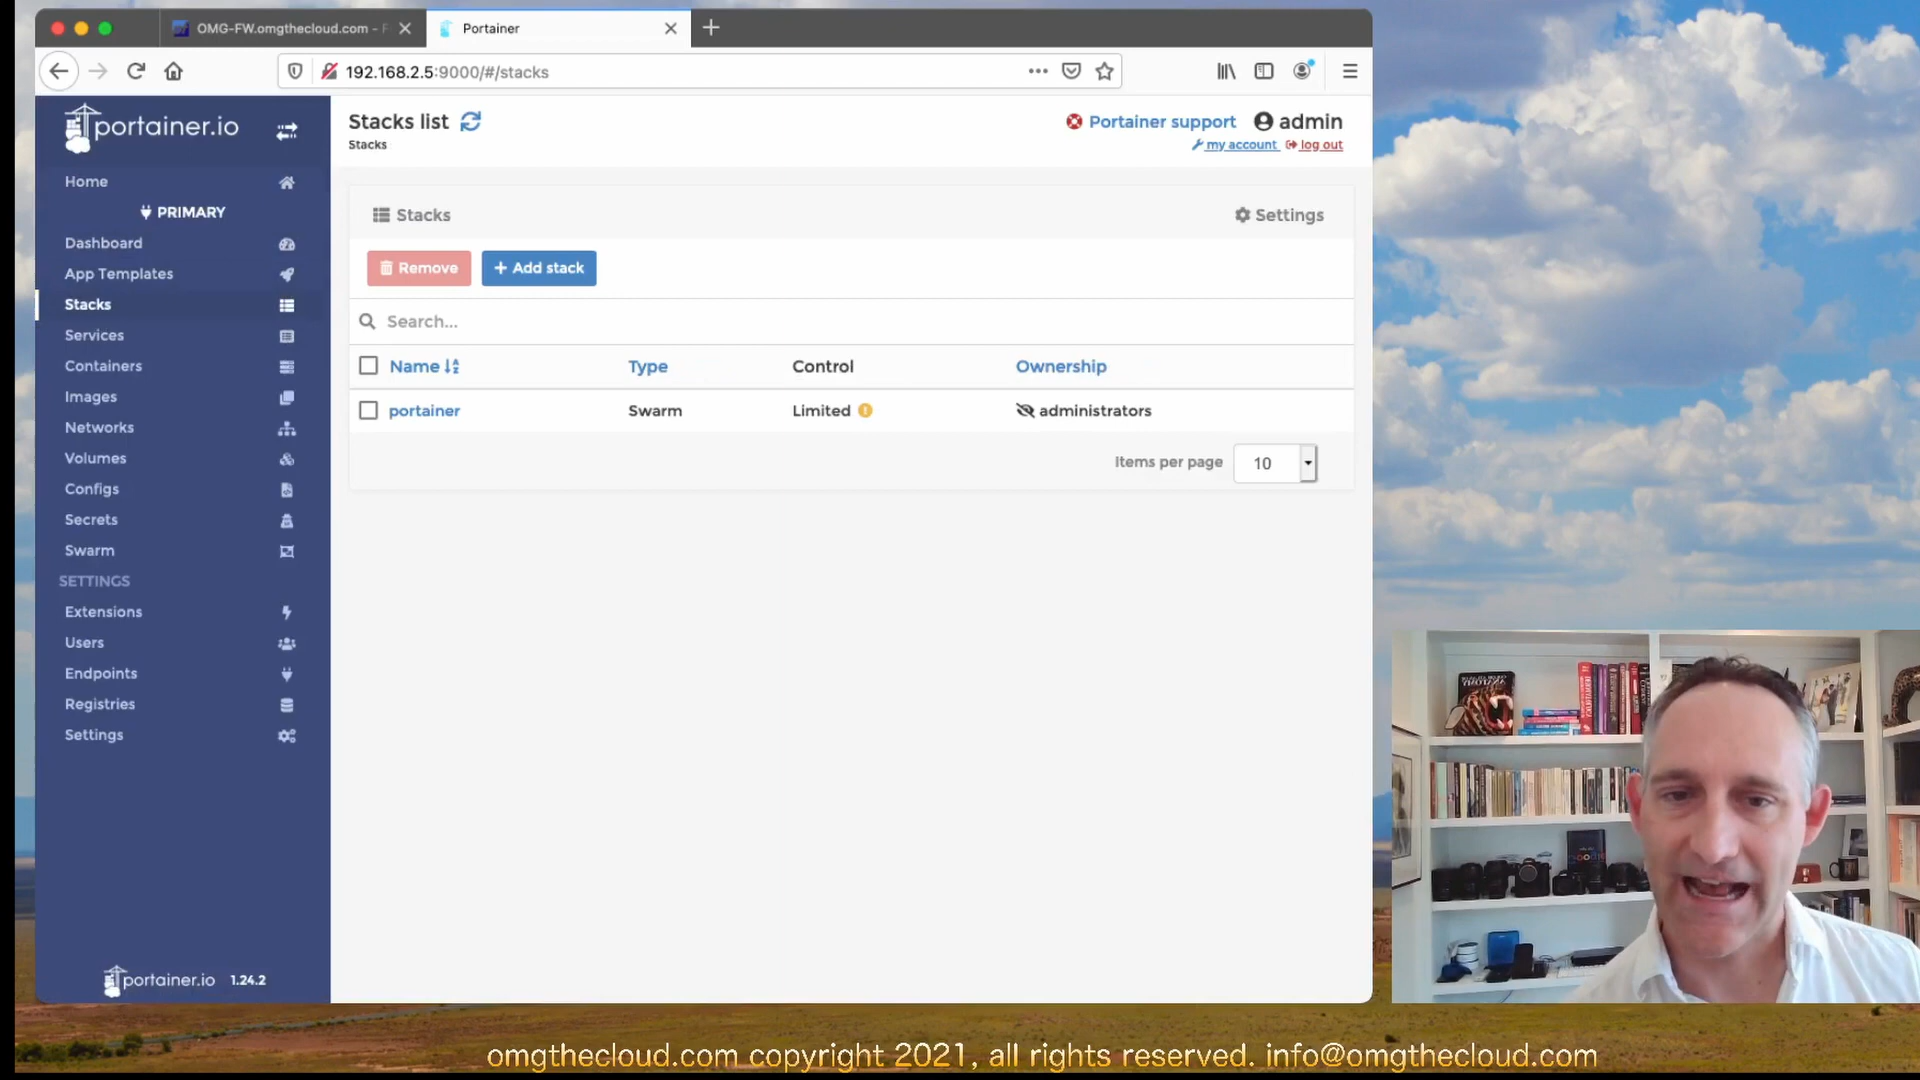 OMG-FW.omgthecloud.com -
Portainer
192.168.2.5:9000/#/stacks
portainer.io
Home
PRIMARY
Dashboard
App Templates
Stacks
Services
Containers
Images
Networks
Volumes
Configs
Secrets
Swarm
SETTINGS
Extensions
Users
Endpoints
Registries
Settings
portainer.io 1.24.2
Stacks list
Stacks
Portainer support
admin
my account
log out
Stacks
Settings
Remove
+ Add stack
Search...
Name
Type
Control
Ownership
portainer
Swarm
Limited
administrators
Items per page
10
omgthecloud.com copyright 2021, all rights reserved. info@omgthecloud.com